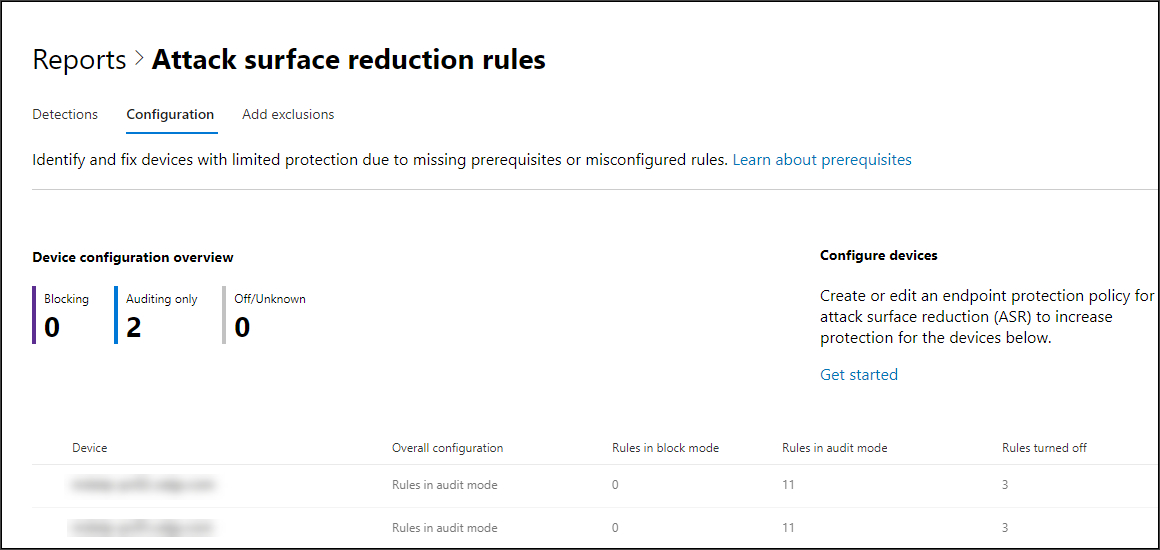 Reports > Attack surface reduction rules
Detections Configuration Add exclusions
Identify and fix devices with limited protection due to missing prerequisites or misconfigured rules. Learn about prerequisites
Device configuration overview
Blocking Auditing only Off/Unknown
0 2 0
Configure devices
Create or edit an endpoint protection policy for
attack surface reduction (ASR) to increase
protection for the devices below.
Get started
Device Overall configuration Rules in block mode Rules in audit mode Rules turned off
Rules in audit mode 0 11 3
Rules in audit mode 0 11 3